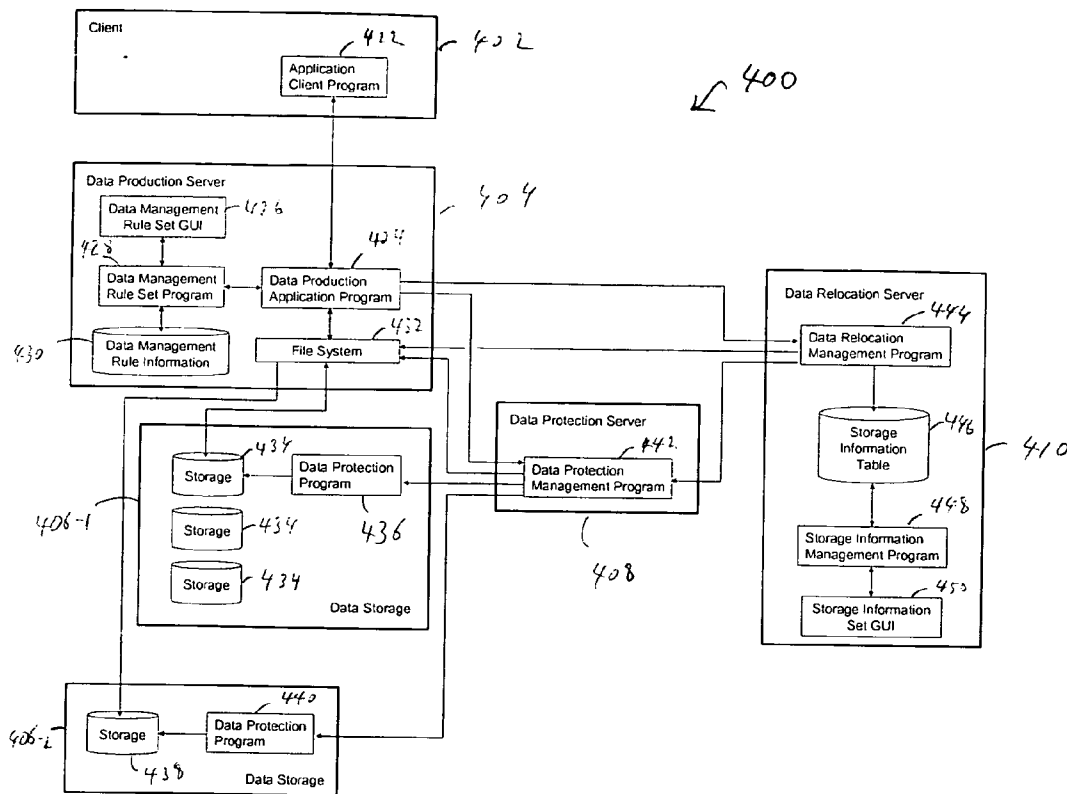 Client
422
402
Application
Client Program
400
Data Production Server
404
Data Management
Rule Set GUI
436
424
428
Data Management
Rule Set Program
Data Production
Application Program
432
430
Data Management
Rule Information
File System
Data Relocation Server
444
Data Relocation
Management Program
446
Storage
Information
Table
410
448
Storage Information
Management Program
450
Storage Information
Set GUI
Data Protection Server
442
Data Protection
Management Program
408
434
Storage
Data Protection
Program
436
406-1
Storage
434
Storage
434
Data Storage
440
406-2
Storage
Data Protection
Program
438
Data Storage